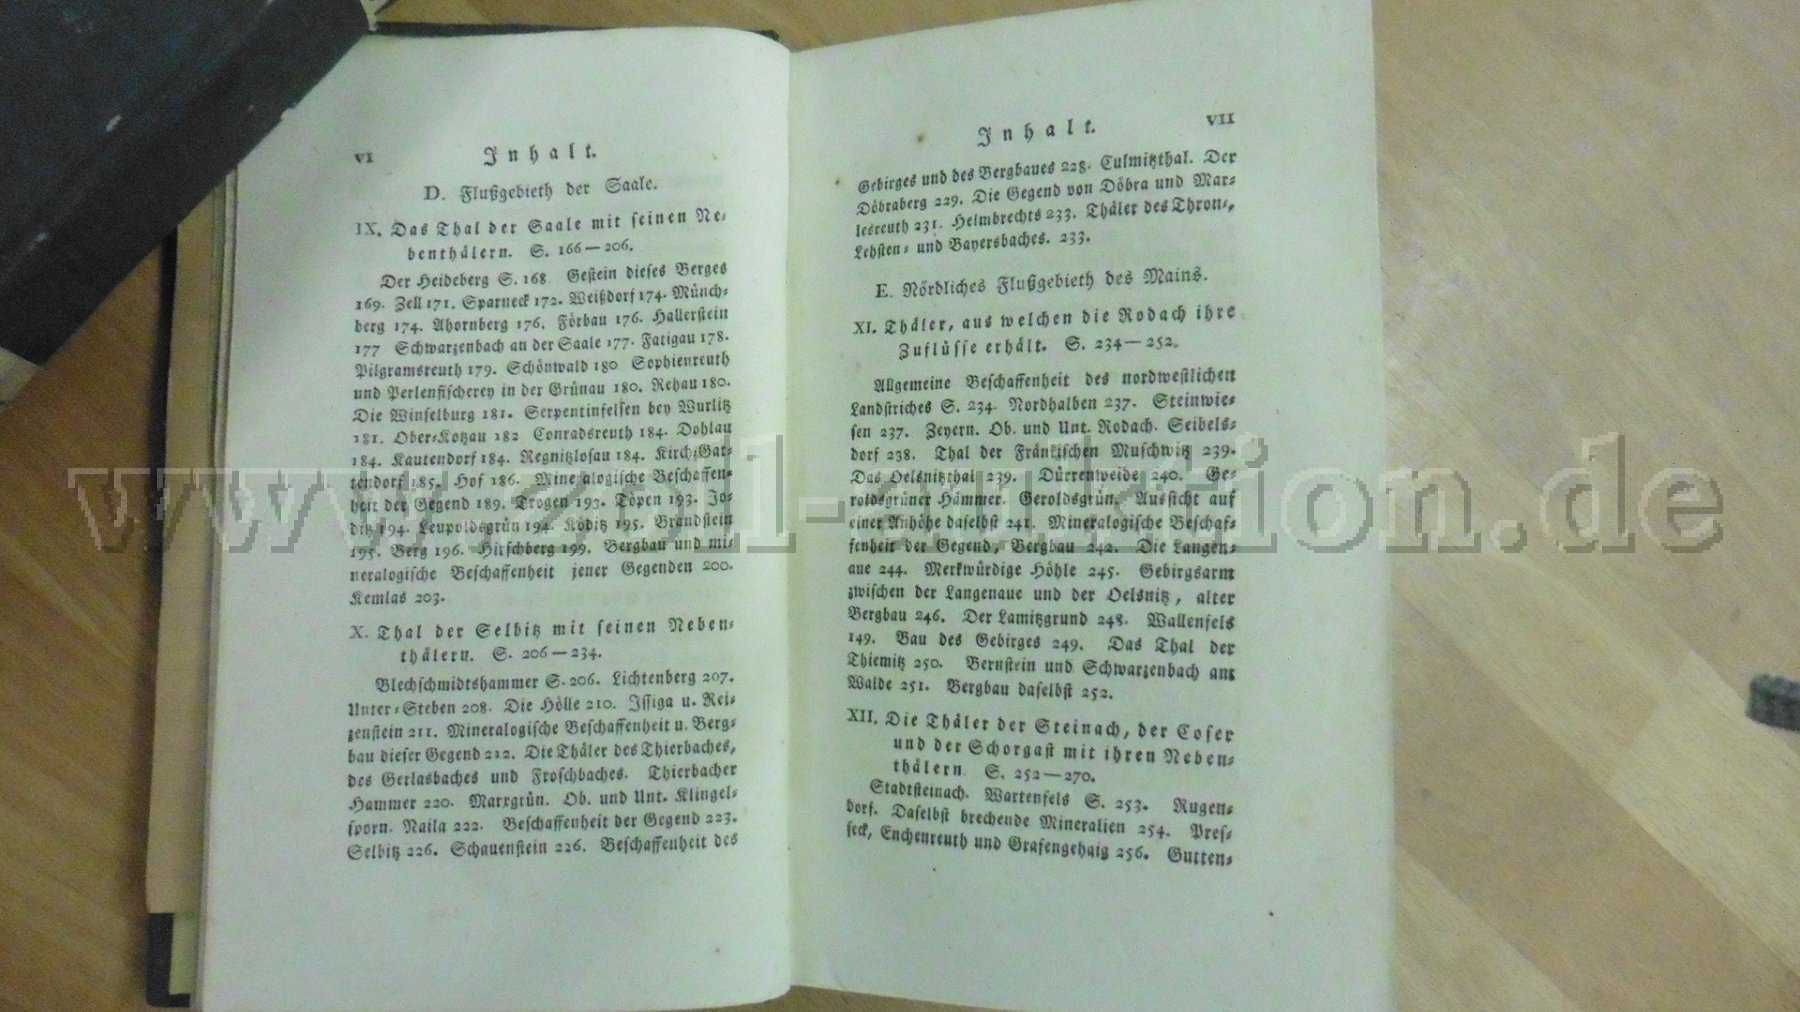 VI
Inhalt.
D. Flußgebieth der Saale.
IX. Das Thal der Saale mit seinen Ne-
benthälern. S. 166—206.
Der Heideberg S. 168 Gestein dieses Berges
169. Zell 171. Sparneck 172. Weißdorf 174. Münch-
berg 174. Ahornberg 176. Förbau 176. Hallerstein
177 Schwarzenbach an der Saale 177. Fatigau 178.
Pilgramsreuth 179. Schönwald 180 Sophienreuth
und Perlenfischerey in der Grünau 180. Rehau 180.
Die Winselburg 181. Serpentinfelsen bey Wurlitz
181. Ober-Kotzau 182 Conradsreuth 184. Dohlau
184. Kautendorf 184. Regnitzlosau 184. Kirch-Gat-
tendorf 185. Hof 186. Mineralogische Beschaffen-
heit der Gegend 189. Trogen 193. Töpen 193. Jo-
ditz 194. Leupoldsgrün 194. Köditz 195. Brandstein
195. Berg 196. Hirschberg 199. Bergbau und mi-
neralogische Beschaffenheit jener Gegenden 200.
Kemlas 203.
X. Thal der Selbitz mit seinen Neben-
thälern. S. 206—234.
Blechschmidtshammer S. 206. Lichtenberg 207.
Unter-Steben 208. Die Hölle 210. Issiga u. Rei-
zenstein 211. Mineralogische Beschaffenheit u. Berg-
bau dieser Gegend 212. Die Thäler des Thierbaches,
des Gerlasbaches und Froschbaches. Thierbacher
Hammer 220. Marxgrün. Ob. und Unt. Klingel-
sporn. Naila 222. Beschaffenheit der Gegend 223.
Selbitz 226. Schauenstein 226. Beschaffenheit des
Inhalt.
VII
Gebirges und des Bergbaues 228. Culmitzthal. Der
Döbraberg 229. Die Gegend von Döbra und Mar-
lesreuth 231. Helmbrechts 233. Thäler des Thron-,
Lehsten- und Bayersbaches. 233.
E. Nördliches Flußgebieth des Mains.
XI. Thäler, aus welchen die Rodach ihre
Zuflüsse erhält. S. 234—252.
Allgemeine Beschaffenheit des nordwestlichen
Landstriches S. 234. Nordhalben 237. Steinwie-
sen 237. Zeyern. Ob. und Unt. Rodach. Seibels-
dorf 238. Thal der Fränkischen Muschwitz 239.
Das Oelsnitzthal 239. Dürrenweide 240. Ge-
roldsgrüner Hämmer. Geroldsgrün. Aussicht auf
einer Anhöhe daselbst 241. Mineralogische Beschaf-
fenheit der Gegend, Bergbau 242. Die Langen-
aue 244. Merkwürdige Höhle 245. Gebirgsarm
zwischen der Langenaue und der Oelsnitz, alter
Bergbau 246. Der Lamitzgrund 248. Wallenfels
149. Bau des Gebirges 249. Das Thal der
Thiemitz 250. Bernstein und Schwarzenbach am
Walde 251. Bergbau daselbst 252.
XII. Die Thäler der Steinach, der Coser
und der Schorgast mit ihren Neben-
thälern. S. 252—270.
Stadtsteinach. Wartenfels S. 253. Rugen-
dorf. Daselbst brechende Mineralien 254. Pres-
seck, Enchenreuth und Grafengehaig 256. Gutten-
www.zoll-auktion.de